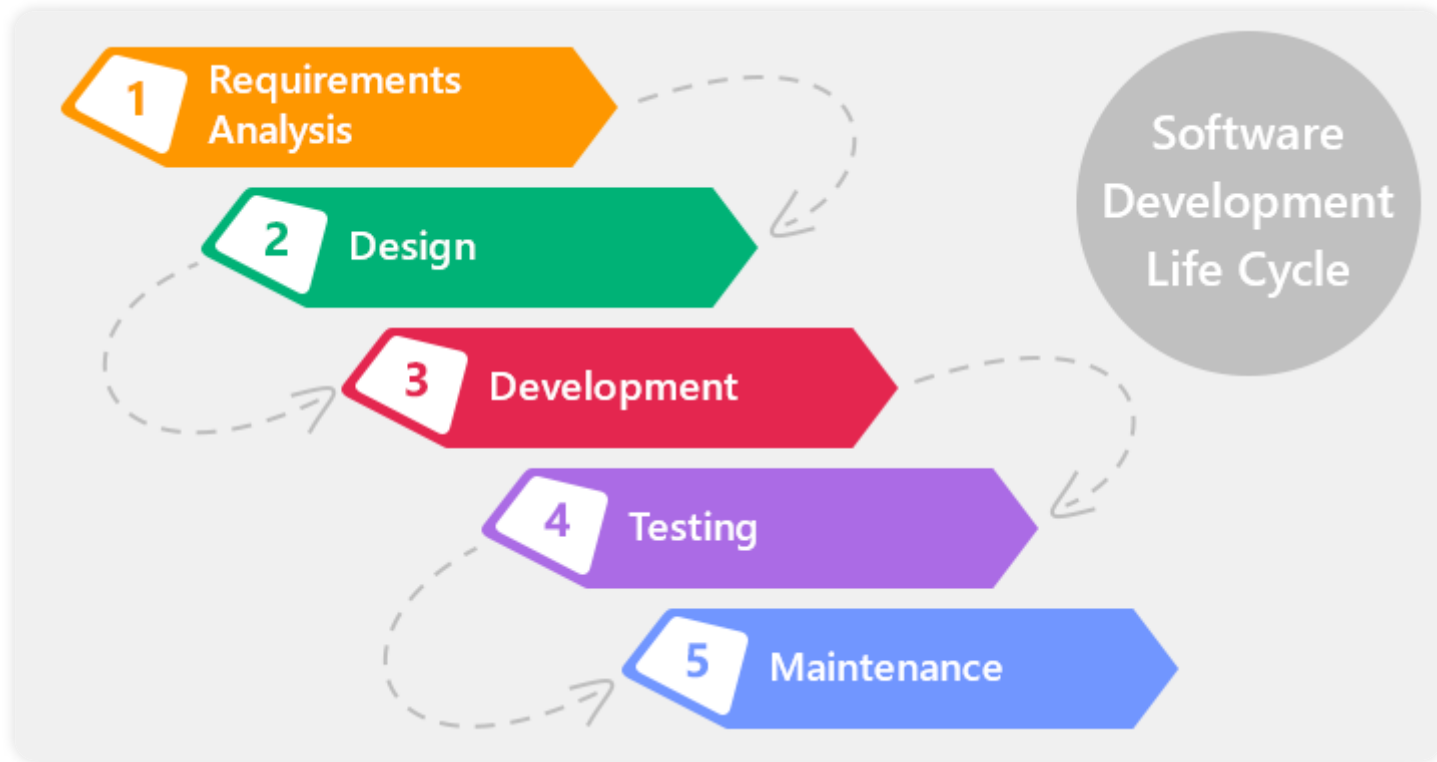 1
Requirements
Analysis
2
Design
3
Development
4
Testing
5
Maintenance
Software
Development
Life Cycle